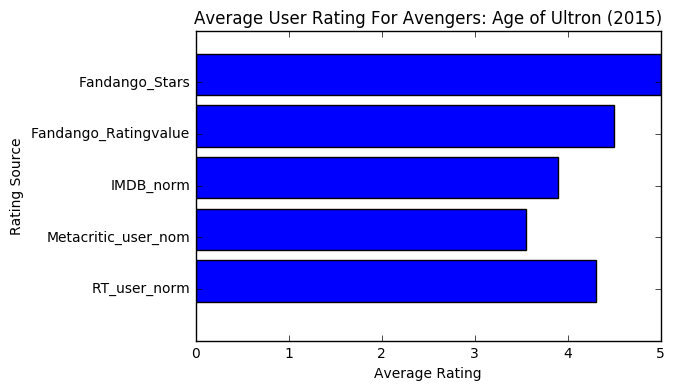 Average User Rating For Avengers: Age of Ultron (2015)
Rating Source
Fandango_Stars
Fandango_Ratingvalue
IMDB_norm
Metacritic_user_nom
RT_user_norm
0 1 2 3 4 5
Average Rating